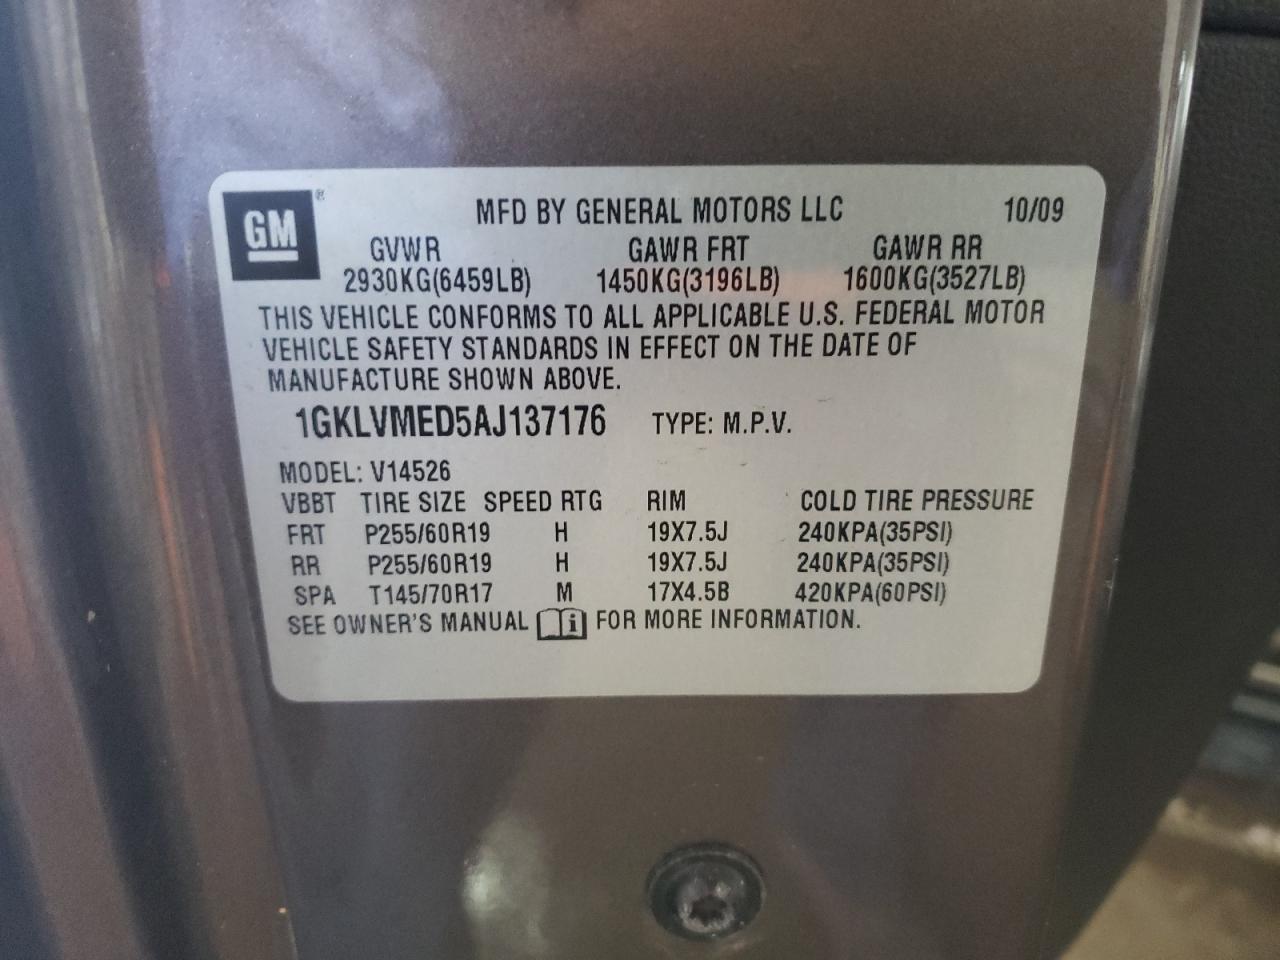 GM®
MFD BY GENERAL MOTORS LLC 10/09
GVWR GAWR FRT GAWR RR
2930KG(6459LB) 1450KG(3196LB) 1600KG(3527LB)
THIS VEHICLE CONFORMS TO ALL APPLICABLE U.S. FEDERAL MOTOR
VEHICLE SAFETY STANDARDS IN EFFECT ON THE DATE OF
MANUFACTURE SHOWN ABOVE.
1GKLVMED5AJ137176 TYPE: M.P.V.
MODEL: V14526
VBBT TIRE SIZE SPEED RTG RIM COLD TIRE PRESSURE
FRT P255/60R19 H 19X7.5J 240KPA(35PSI)
RR P255/60R19 H 19X7.5J 240KPA(35PSI)
SPA T145/70R17 M 17X4.5B 420KPA(60PSI)
SEE OWNER'S MANUAL i FOR MORE INFORMATION.